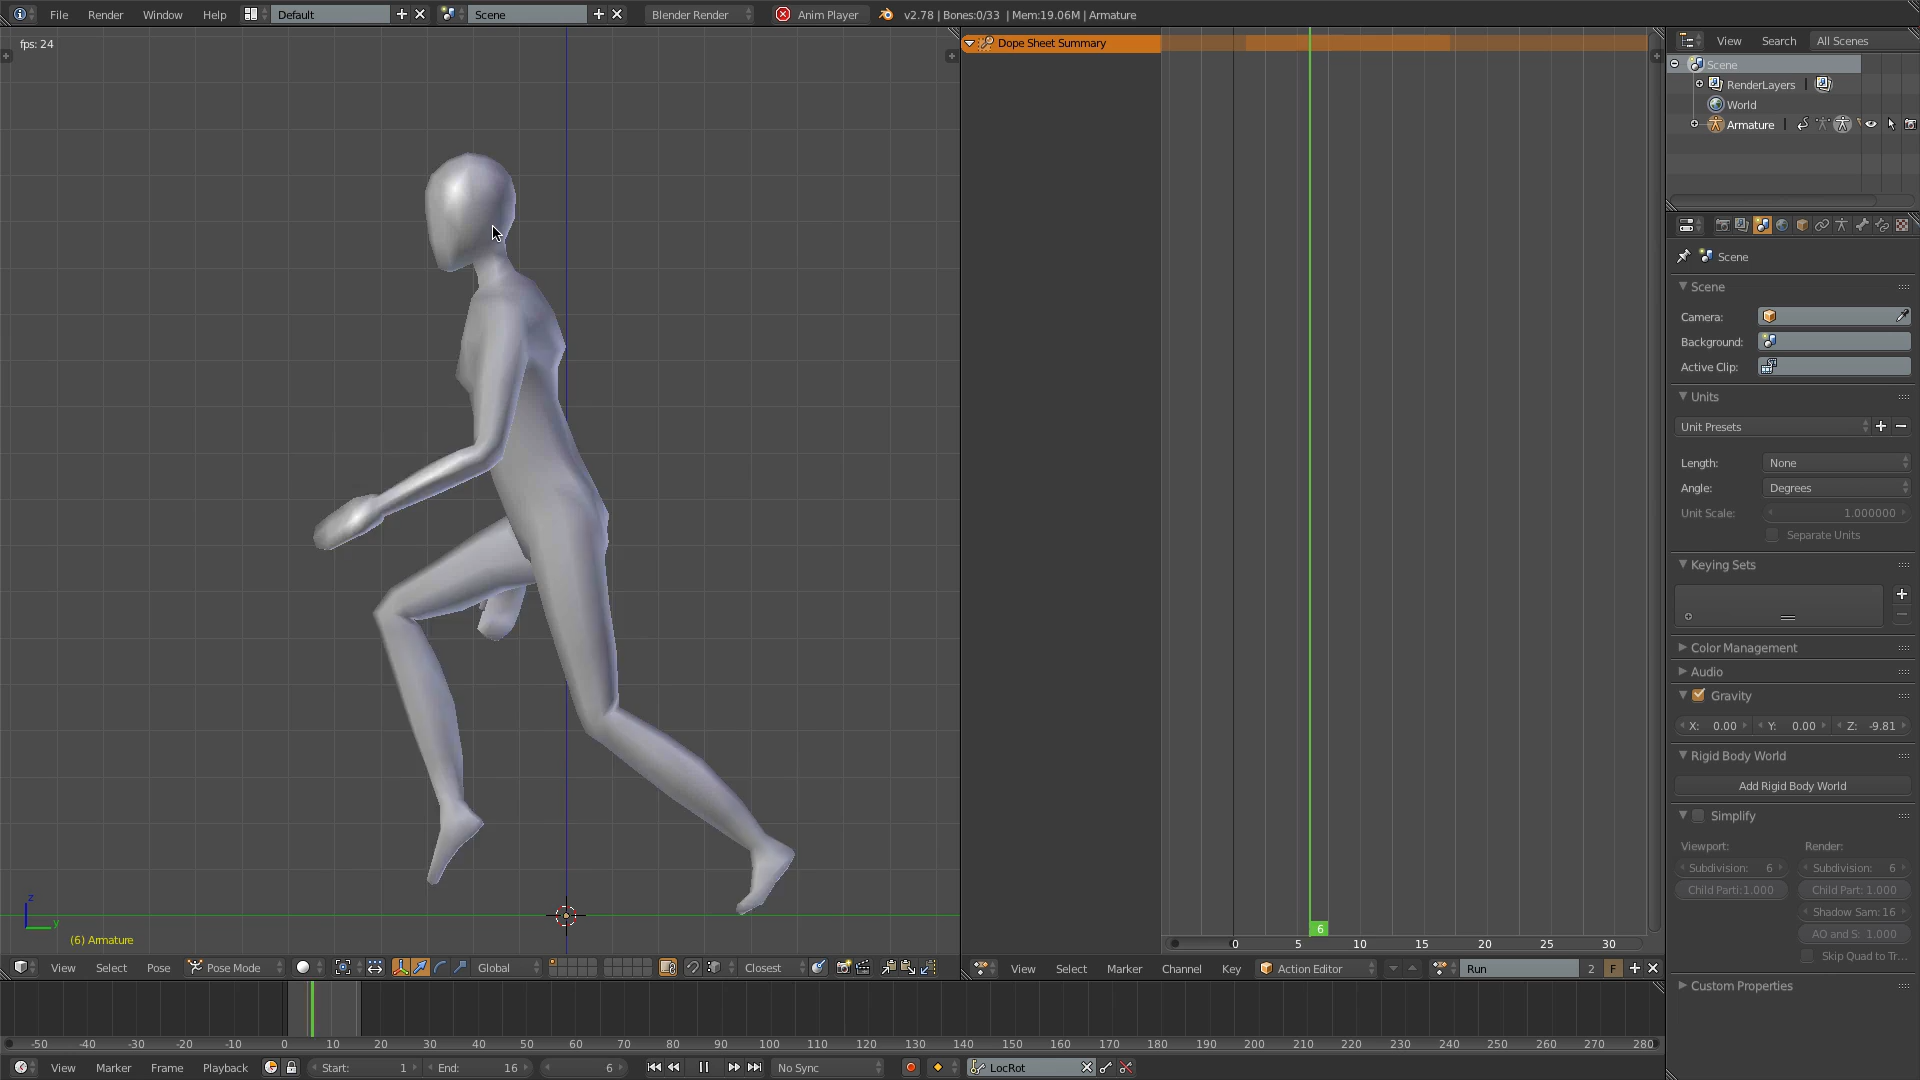 File Render Window Help Default Scene Blender Render Anim Player v2.78 | Bones:0/33 | Mem:19.06M | Armature
fps: 24
Dope Sheet Summary
View Search All Scenes
Scene
RenderLayers
World
Armature
Scene
Scene
Camera:
Background:
Active Clip:
Units
Unit Presets
Length: None
Angle: Degrees
Unit Scale: 1.000000
Separate Units
Keying Sets
Color Management
Audio
Gravity
X: 0.00 Y: 0.00 Z: -9.81
Rigid Body World
Add Rigid Body World
Simplify
Viewport: Render:
Subdivision: 6 Subdivision: 6
Child Parti:1.000 Child Part: 1.000
Shadow Sam: 16
AO and S: 1.000
Skip Quad to Tr...
Custom Properties
z
y
(6) Armature
6
0 5 10 15 20 25 30
View Select Pose Pose Mode Global Closest
View Select Marker Channel Key Action Editor Run 2 F
-50 -40 -30 -20 -10 0 10 20 30 40 50 60 70 80 90 100 110 120 130 140 150 160 170 180 190 200 210 220 230 240 250 260 270 280
View Marker Frame Playback Start: 1 End: 16 6 No Sync LocRot